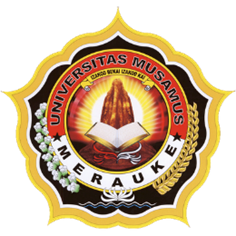 UNIVERSITAS MUSAMUS
IZAKOD BEKAI IZAKOD KAI
MERAUKE